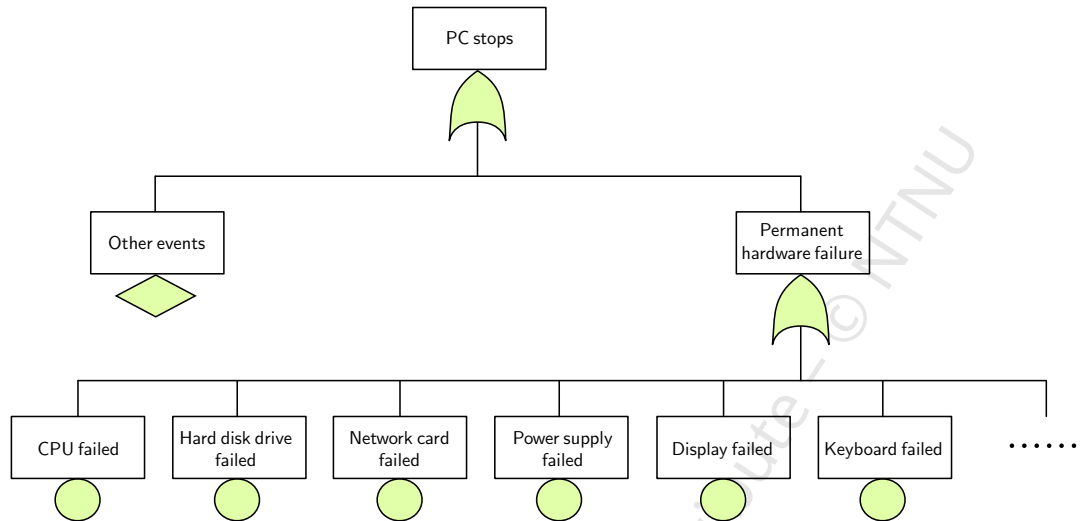 PC stops
Other events
Permanent
hardware failure
CPU failed
Hard disk drive
failed
Network card
failed
Power supply
failed
Display failed
Keyboard failed
......
– © NTNU